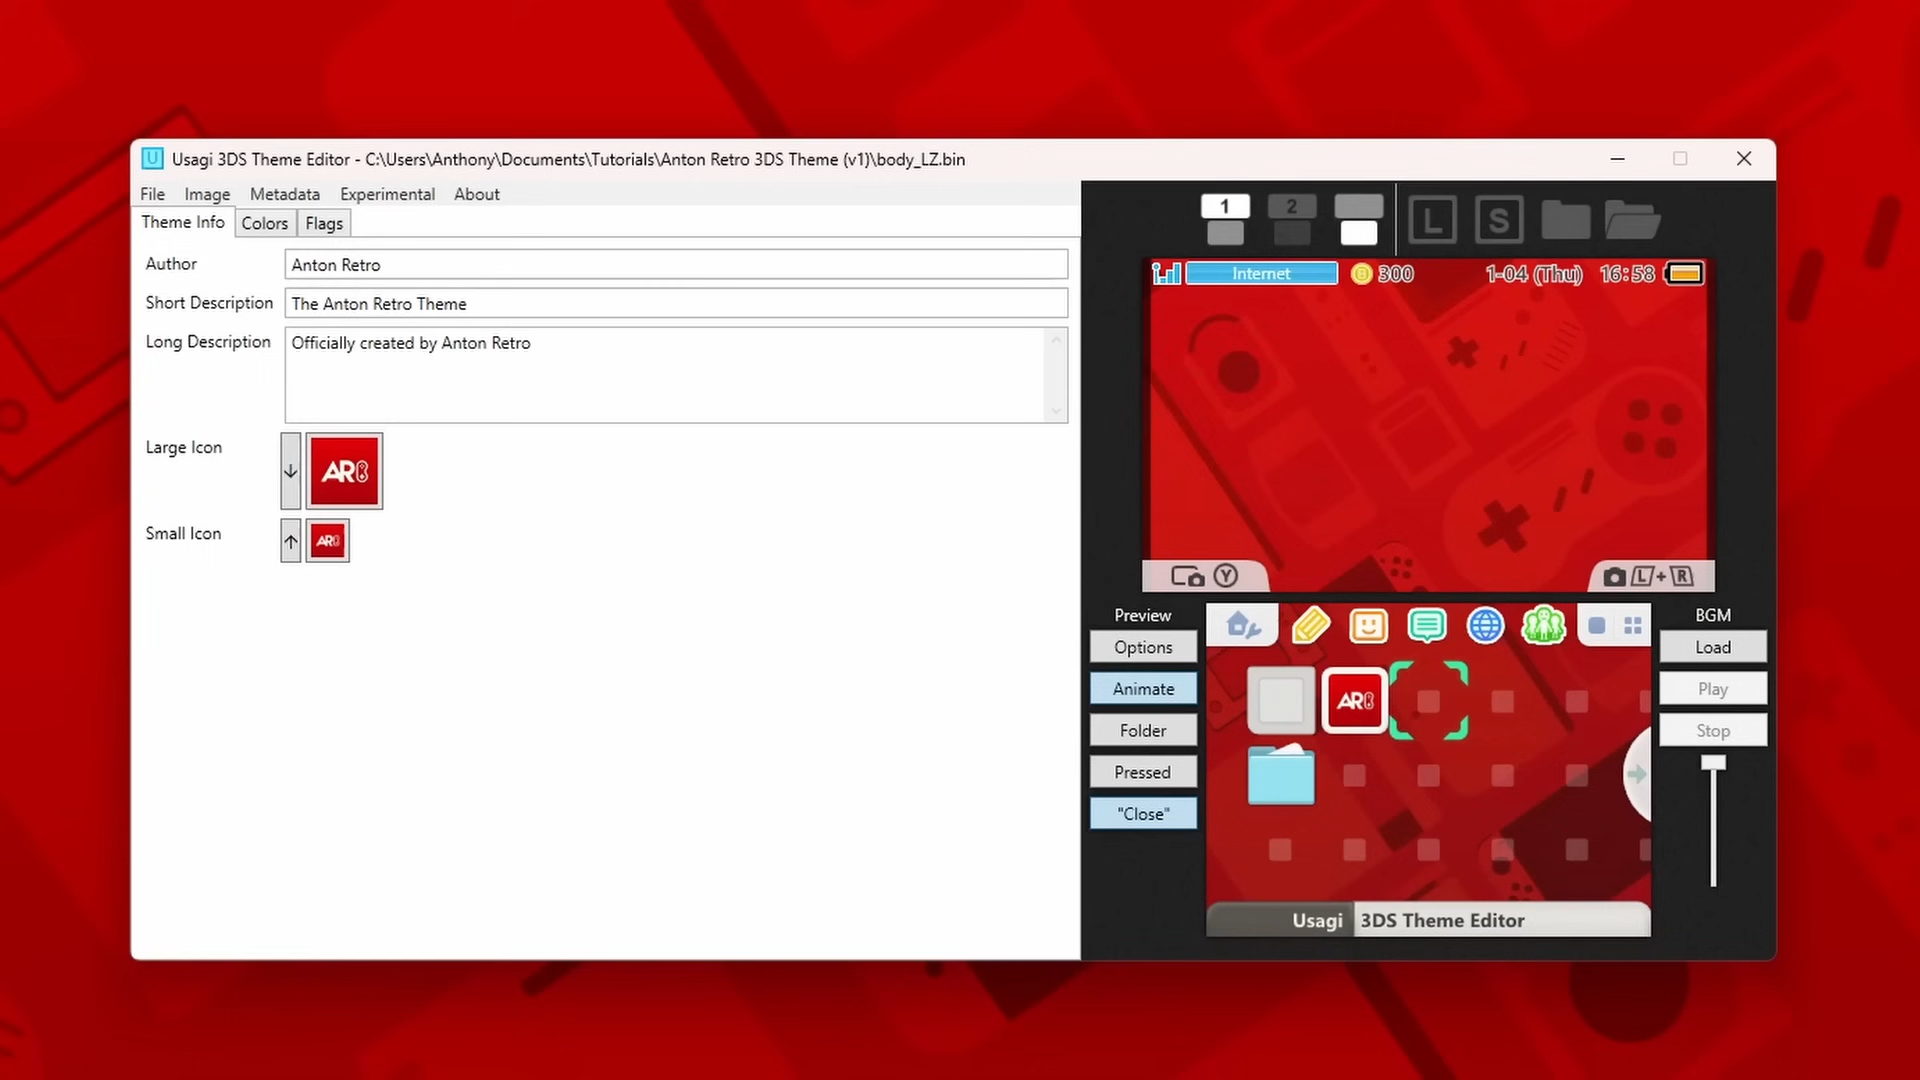 Usagi 3DS Theme Editor - C:\Users\Anthony\Documents\Tutorials\Anton Retro 3DS Theme (v1)\body_LZ.bin
File Image Metadata Experimental About
Theme Info Colors Flags
Author Anton Retro
Short Description The Anton Retro Theme
Long Description Officially created by Anton Retro
Large Icon AR
Small Icon AR
1 2 L S
Internet 300 1-04 (Thu) 16:58
Y L+R
Preview
Options
Animate
Folder
Pressed
"Close"
AR
Usagi 3DS Theme Editor
BGM
Load
Play
Stop